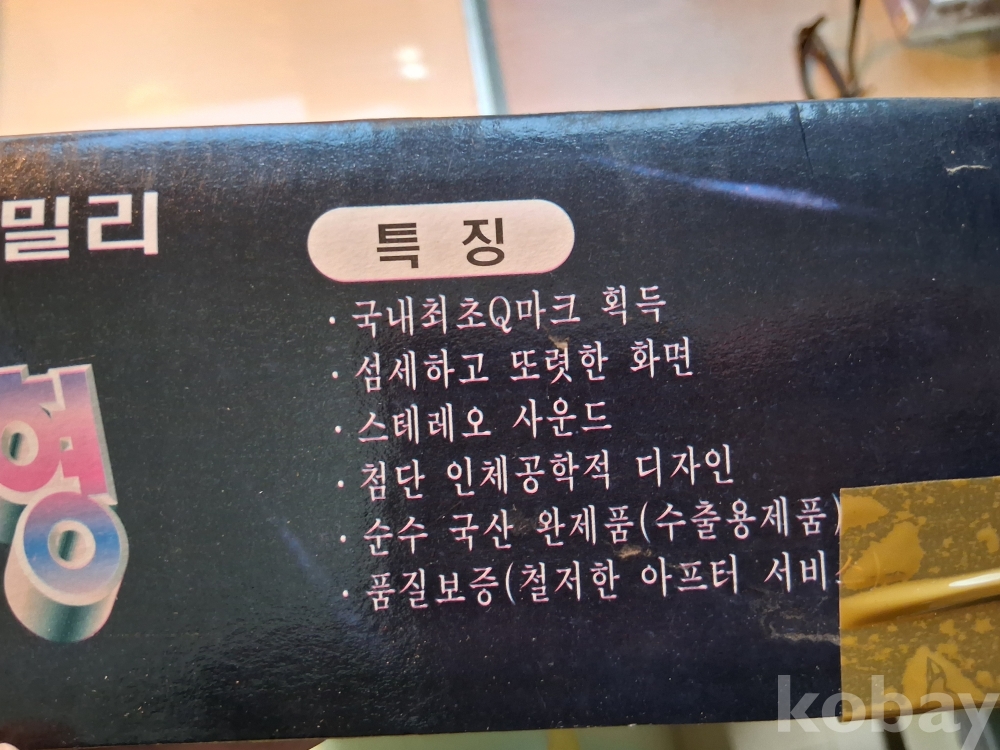 밀리
특 징
· 국내최초Q마크 획득
· 섬세하고 또렷한 화면
· 스테레오 사운드
· 첨단 인체공학적 디자인
· 순수 국산 완제품(수출용제품)
· 품질보증(철저한 아프터 서비스
형
kobay